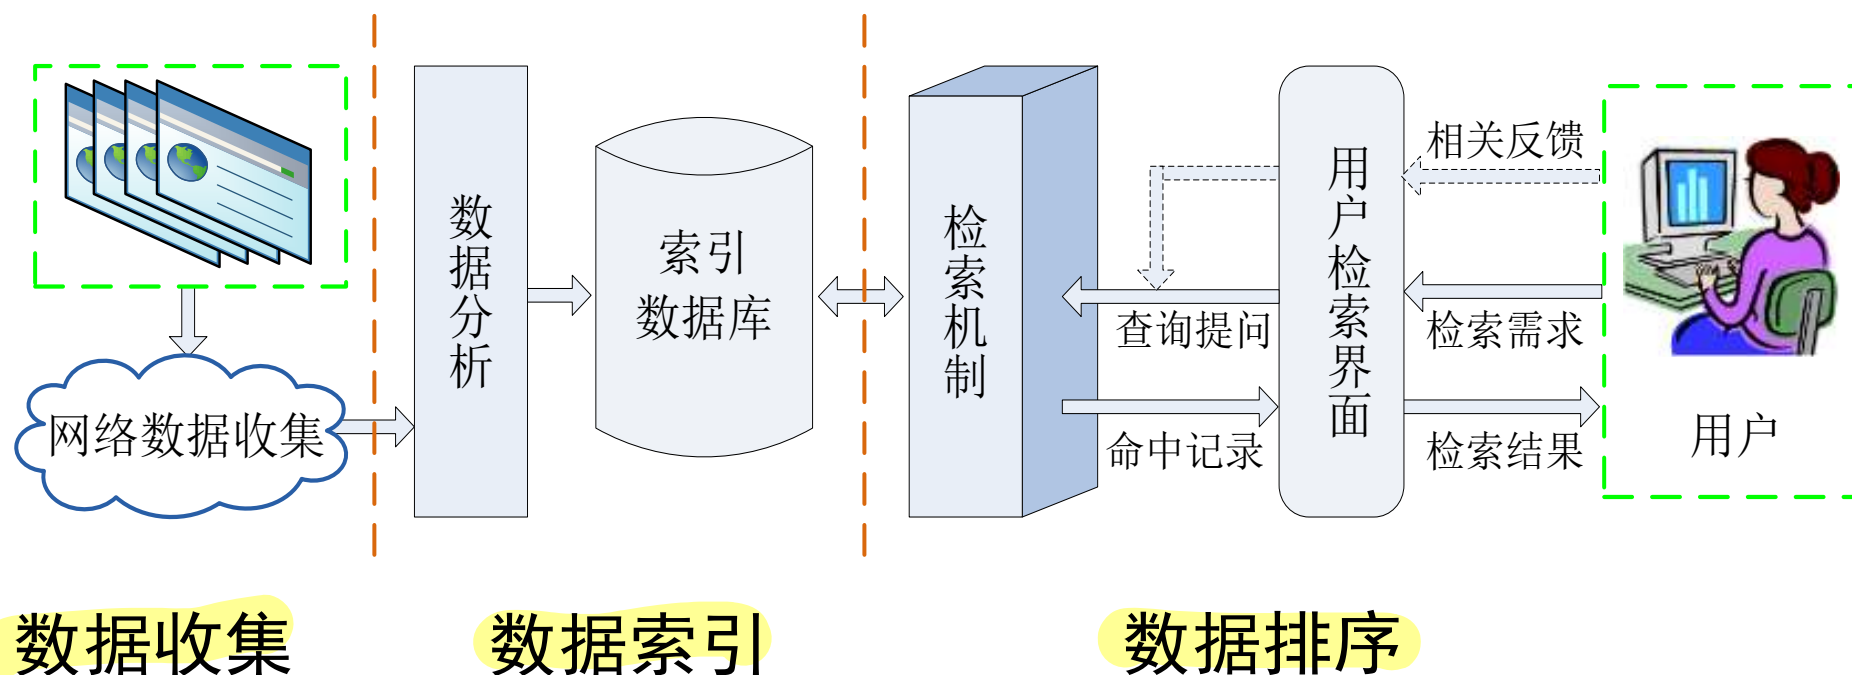 网络数据收集
数据分析
索引
数据库
检索机制
查询提问
命中记录
用户检索界面
相关反馈
检索需求
检索结果
用户
数据收集
数据索引
数据排序